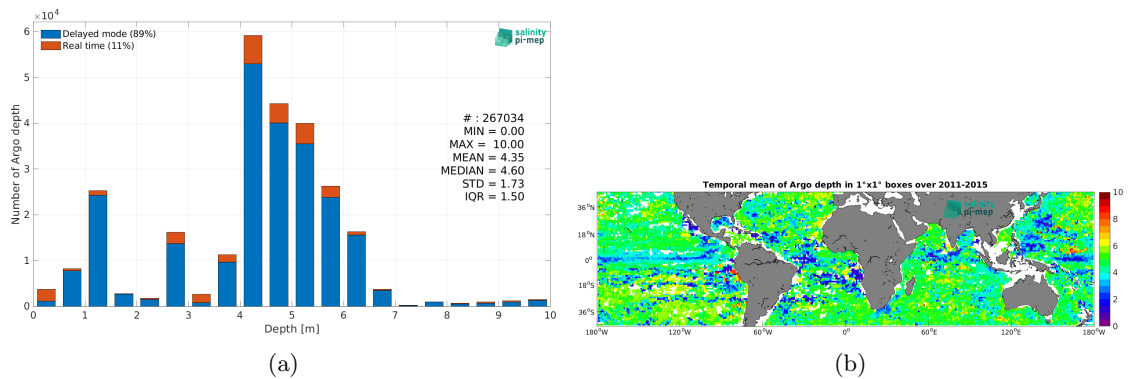 ×10⁴
6
5
4
3
2
1
0
Number of Argo depth
Delayed mode (89%)
Real time (11%)
salinity
pi-mep
# : 267034
MIN = 0.00
MAX = 10.00
MEAN = 4.35
MEDIAN = 4.60
STD = 1.73
IQR = 1.50
0 1 2 3 4 5 6 7 8 9 10
Depth [m]
(a)
Temporal mean of Argo depth in 1°x1° boxes over 2011-2015
salinity
pi-mep
36°N
18°N
0°
18°S
36°S
180°W 120°W 60°W 0° 60°E 120°E 180°W
10
8
6
4
2
0
(b)